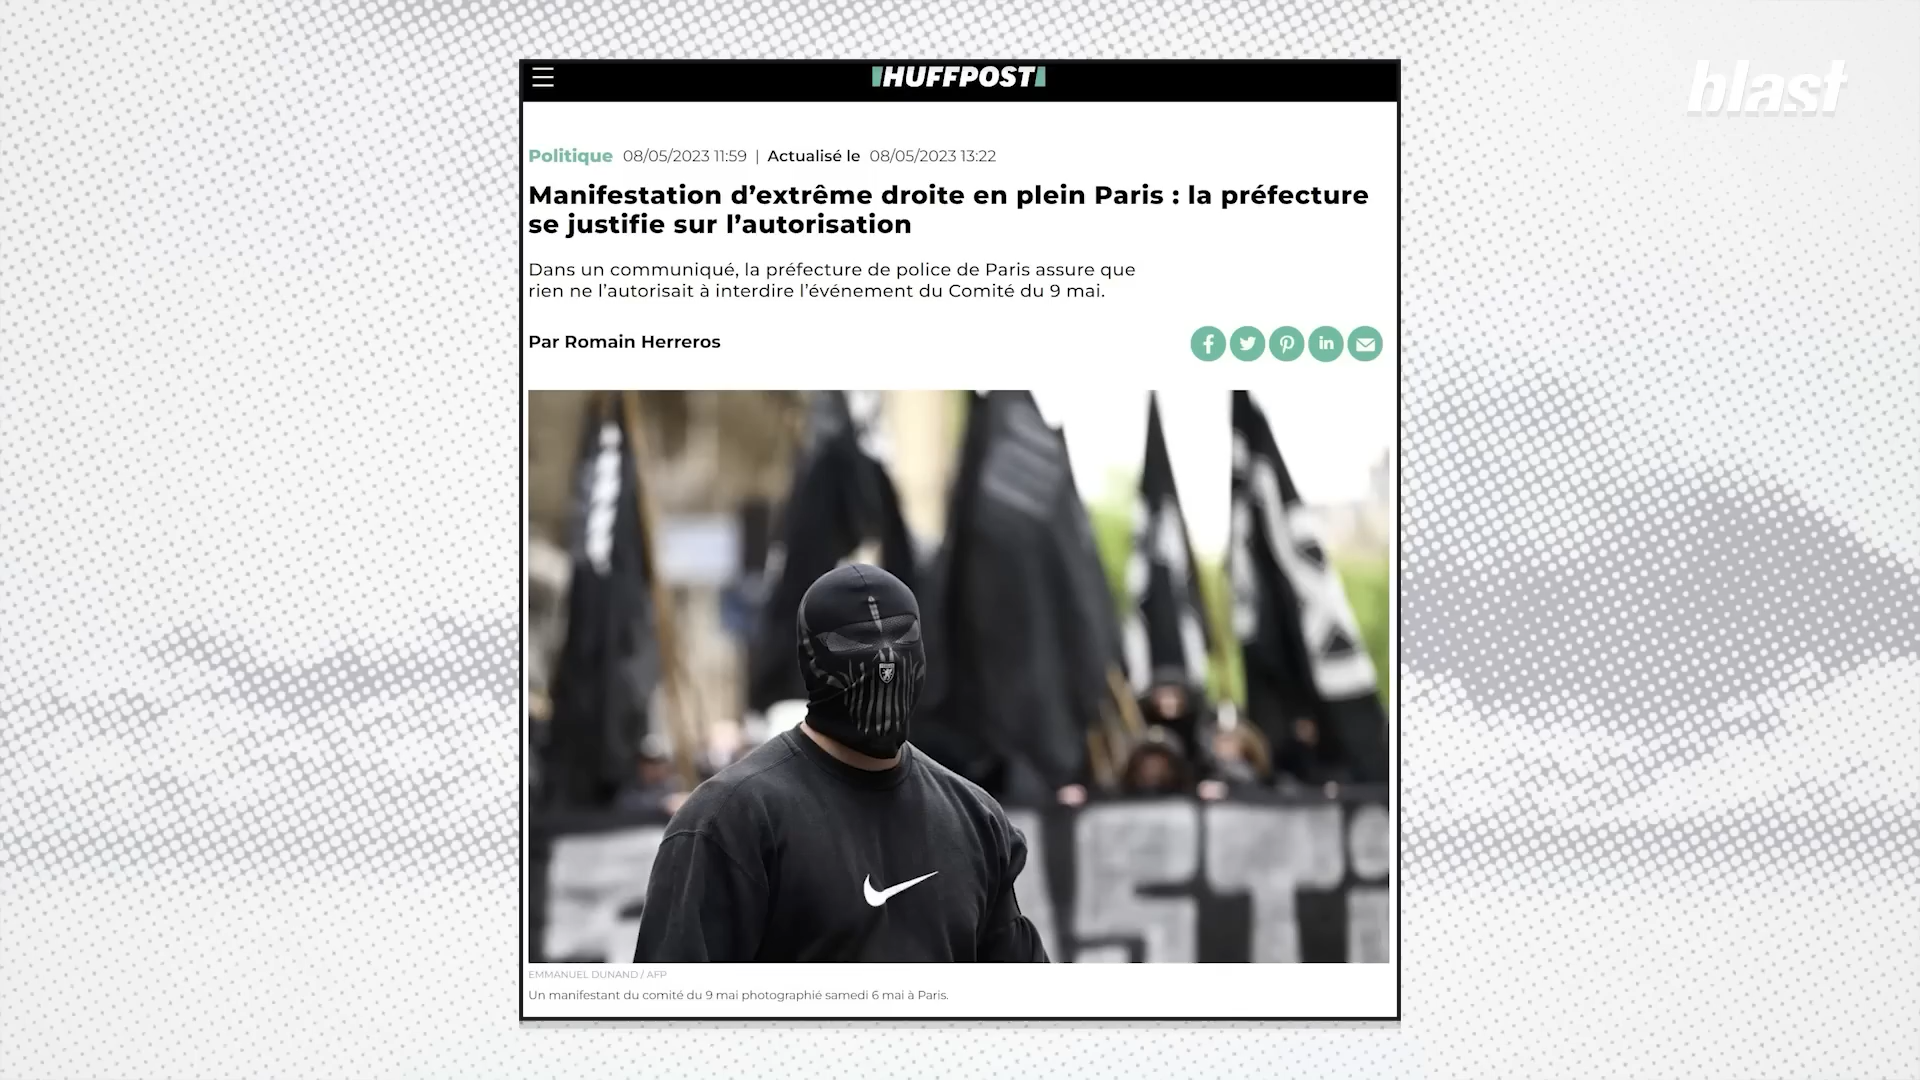 HUFFPOST
blast
Politique 08/05/2023 11:59 | Actualisé le 08/05/2023 13:22
Manifestation d’extrême droite en plein Paris : la préfecture
se justifie sur l’autorisation
Dans un communiqué, la préfecture de police de Paris assure que
rien ne l’autorisait à interdire l’événement du Comité du 9 mai.
Par Romain Herreros
EMMANUEL DUNAND / AFP
Un manifestant du comité du 9 mai photographié samedi 6 mai à Paris.